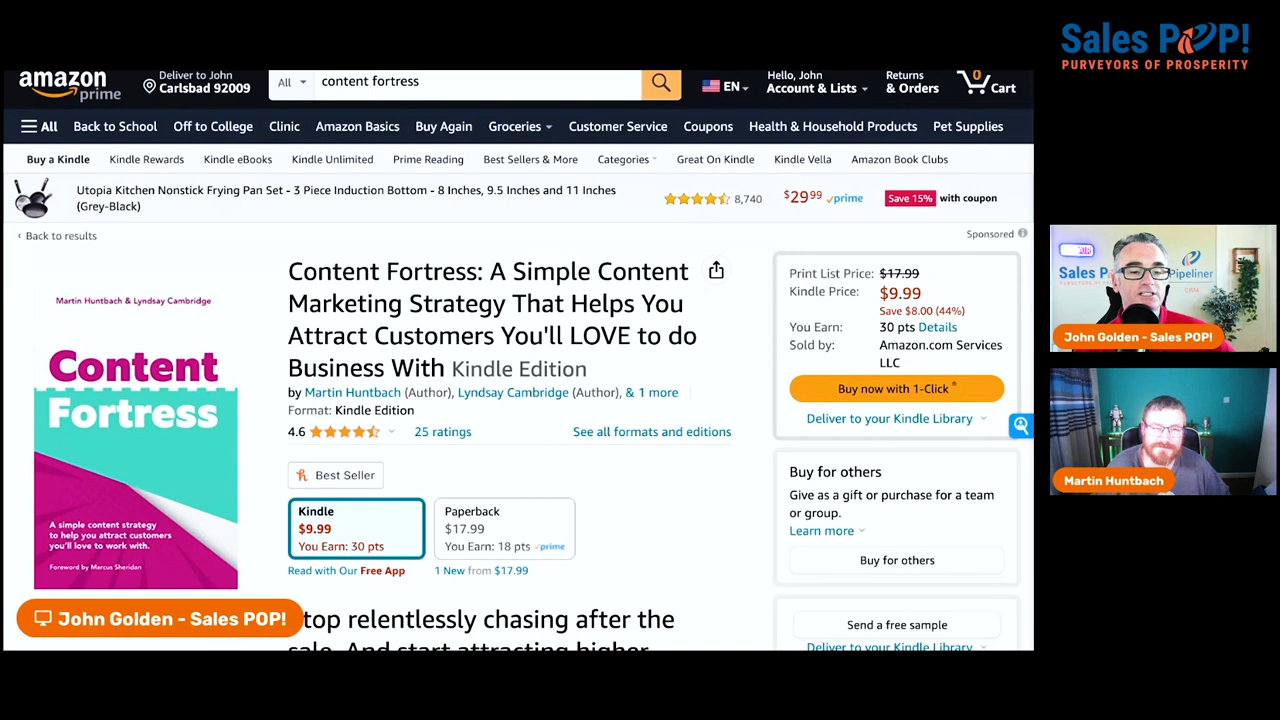 Sales POP!
PURVEYORS OF PROSPERITY
amazon
prime
Deliver to John
Carlsbad 92009
All
content fortress
EN
Hello, John
Account & Lists
Returns
& Orders
0
Cart
All
Back to School
Off to College
Clinic
Amazon Basics
Buy Again
Groceries
Customer Service
Coupons
Health & Household Products
Pet Supplies
Buy a Kindle
Kindle Rewards
Kindle eBooks
Kindle Unlimited
Prime Reading
Best Sellers & More
Categories
Great On Kindle
Kindle Vella
Amazon Book Clubs
Utopia Kitchen Nonstick Frying Pan Set - 3 Piece Induction Bottom - 8 Inches, 9.5 Inches and 11 Inches
(Grey-Black)
8,740
$2999 prime
Save 15% with coupon
‹ Back to results
Sponsored
Martin Huntbach & Lyndsay Cambridge
Content
Fortress
A simple content strategy
to help you attract customers
you'll love to work with.
Foreword by Marcus Sheridan
Content Fortress: A Simple Content
Marketing Strategy That Helps You
Attract Customers You'll LOVE to do
Business With Kindle Edition
by Martin Huntbach (Author), Lyndsay Cambridge (Author), & 1 more
Format: Kindle Edition
4.6
25 ratings
See all formats and editions
Best Seller
Kindle
$9.99
You Earn: 30 pts
Paperback
$17.99
You Earn: 18 pts prime
Read with Our Free App
1 New from $17.99
top relentlessly chasing after the
sale. And start attracting higher
Print List Price: $17.99
Kindle Price: $9.99
Save $8.00 (44%)
You Earn: 30 pts Details
Sold by: Amazon.com Services
LLC
Buy now with 1-Click ®
Deliver to your Kindle Library
Buy for others
Give as a gift or purchase for a team
or group.
Learn more
Buy for others
Send a free sample
Deliver to your Kindle Library
John Golden - Sales POP!
Pipeliner
CRM
John Golden - Sales POP!
Martin Huntbach